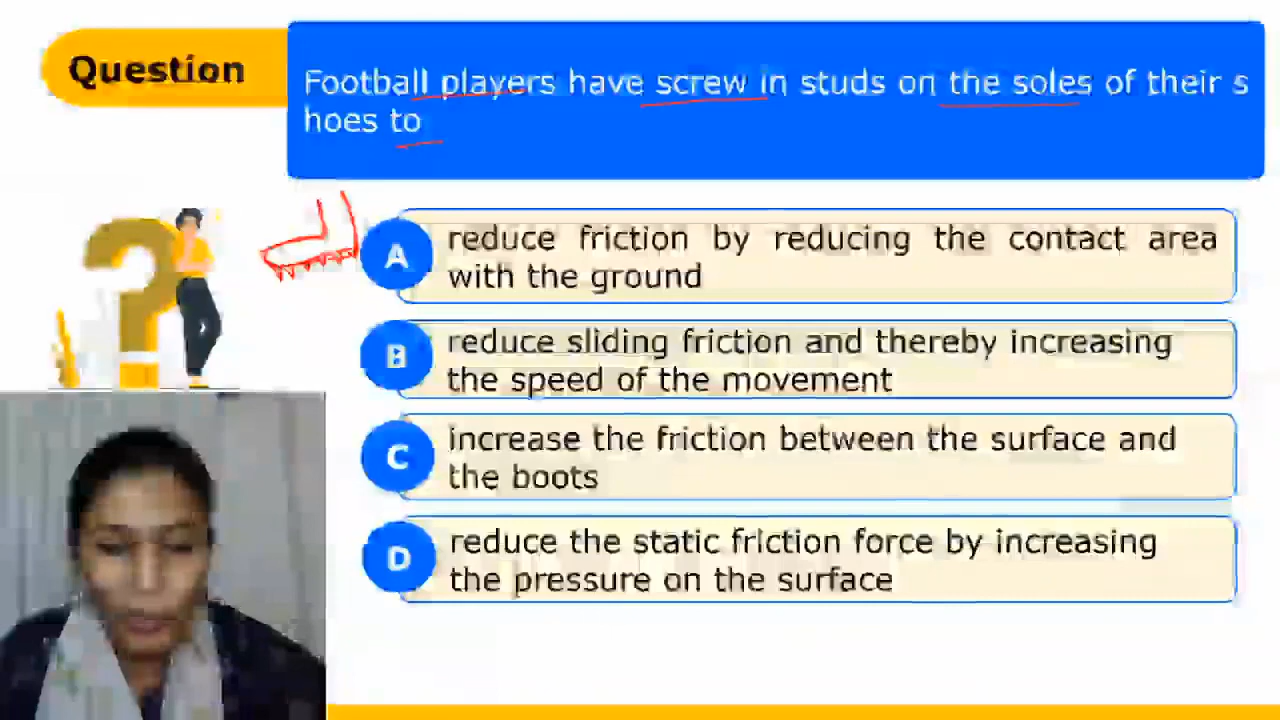 Question
Football players have screw in studs on the soles of their s
hoes to
A
reduce friction by reducing the contact area
with the ground
B
reduce sliding friction and thereby increasing
the speed of the movement
C
increase the friction between the surface and
the boots
D
reduce the static friction force by increasing
the pressure on the surface